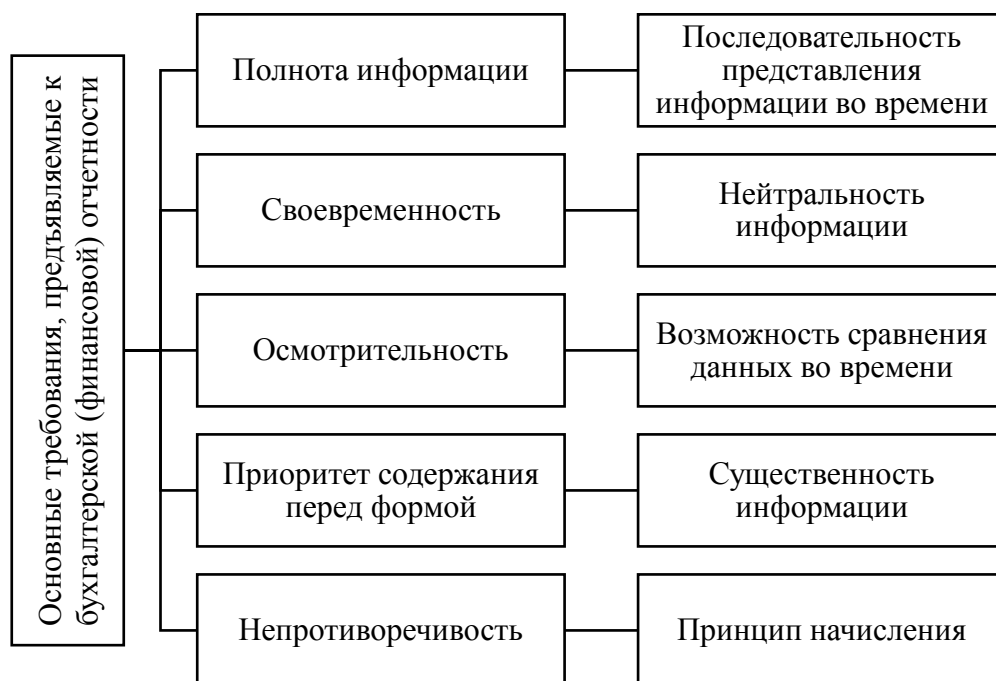 Основные требования, предъявляемые к
бухгалтерской (финансовой) отчетности
Полнота информации
Последовательность
представления
информации во времени
Своевременность
Нейтральность
информации
Осмотрительность
Возможность сравнения
данных во времени
Приоритет содержания
перед формой
Существенность
информации
Непротиворечивость
Принцип начисления